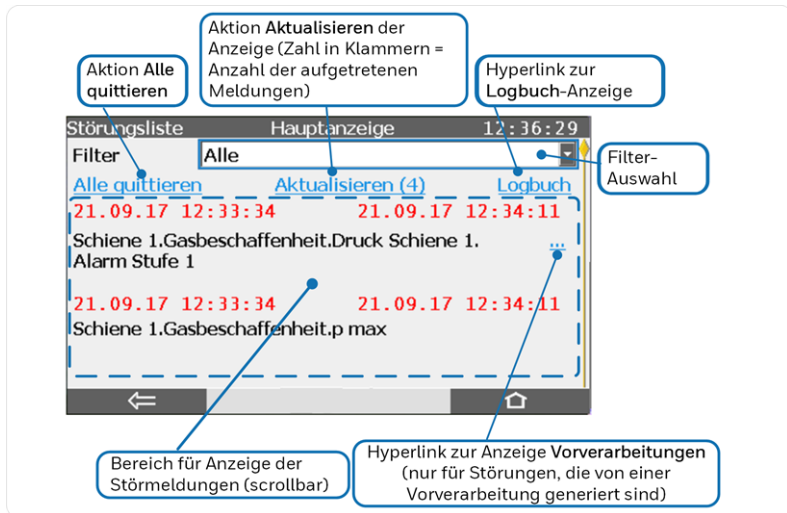 Aktion Aktualisieren der
Anzeige (Zahl in Klammern =
Anzahl der aufgetretenen
Meldungen)
Aktion Alle
quittieren
Hyperlink zur
Logbuch-Anzeige
Störungsliste Hauptanzeige 12:36:29
Filter Alle
Filter-
Auswahl
Alle quittieren Aktualisieren (4) Logbuch
21.09.17 12:33:34 21.09.17 12:34:11
Schiene 1.Gasbeschaffenheit.Druck Schiene 1. ...
Alarm Stufe 1
21.09.17 12:33:34 21.09.17 12:34:11
Schiene 1.Gasbeschaffenheit.p max
Bereich für Anzeige der
Störmeldungen (scrollbar)
Hyperlink zur Anzeige Vorverarbeitungen
(nur für Störungen, die von einer
Vorverarbeitung generiert sind)